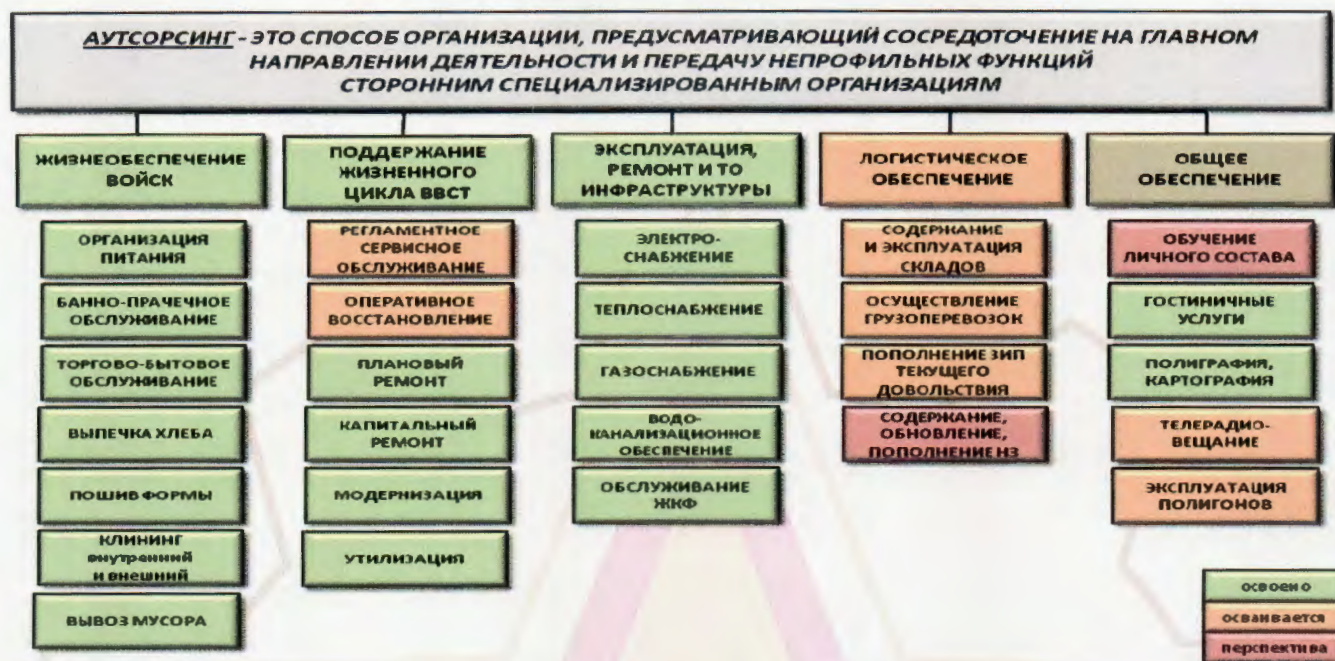 АУТСОРСИНГ - ЭТО СПОСОБ ОРГАНИЗАЦИИ, ПРЕДУСМАТРИВАЮЩИЙ СОСРЕДОТОЧЕНИЕ НА ГЛАВНОМ
НАПРАВЛЕНИИ ДЕЯТЕЛЬНОСТИ И ПЕРЕДАЧУ НЕПРОФИЛЬНЫХ ФУНКЦИЙ
СТОРОННИМ СПЕЦИАЛИЗИРОВАННЫМ ОРГАНИЗАЦИЯМ
ЖИЗНЕОБЕСПЕЧЕНИЕ
ВОЙСК
ОРГАНИЗАЦИЯ
ПИТАНИЯ
БАННО-ПРАЧЕЧНОЕ
ОБСЛУЖИВАНИЕ
ТОРГОВО-БЫТОВОЕ
ОБСЛУЖИВАНИЕ
ВЫПЕЧКА ХЛЕБА
ПОШИВ ФОРМЫ
КЛИНИНГ
внутренний
и внешний
ВЫВОЗ МУСОРА
ПОДДЕРЖАНИЕ
ЖИЗНЕННОГО
ЦИКЛА ВВСТ
РЕГЛАМЕНТНОЕ
СЕРВИСНОЕ
ОБСЛУЖИВАНИЕ
ОПЕРАТИВНОЕ
ВОССТАНОВЛЕНИЕ
ПЛАНОВЫЙ
РЕМОНТ
КАПИТАЛЬНЫЙ
РЕМОНТ
МОДЕРНИЗАЦИЯ
УТИЛИЗАЦИЯ
ЭКСПЛУАТАЦИЯ,
РЕМОНТ И ТО
ИНФРАСТРУКТУРЫ
ЭЛЕКТРО-
СНАБЖЕНИЕ
ТЕПЛОСНАБЖЕНИЕ
ГАЗОСНАБЖЕНИЕ
ВОДО-
КАНАЛИЗАЦИОННОЕ
ОБЕСПЕЧЕНИЕ
ОБСЛУЖИВАНИЕ
ЖКФ
ЛОГИСТИЧЕСКОЕ
ОБЕСПЕЧЕНИЕ
СОДЕРЖАНИЕ
И ЭКСПЛУАТАЦИЯ
СКЛАДОВ
ОСУЩЕСТВЛЕНИЕ
ГРУЗОПЕРЕВОЗОК
ПОПОЛНЕНИЕ ЗИП
ТЕКУЩЕГО
ДОВОЛЬСТВИЯ
СОДЕРЖАНИЕ,
ОБНОВЛЕНИЕ,
ПОПОЛНЕНИЕ НЗ
ОБЩЕЕ
ОБЕСПЕЧЕНИЕ
ОБУЧЕНИЕ
ЛИЧНОГО СОСТАВА
ГОСТИНИЧНЫЕ
УСЛУГИ
ПОЛИГРАФИЯ,
КАРТОГРАФИЯ
ТЕЛЕРАДИО-
ВЕЩАНИЕ
ЭКСПЛУАТАЦИЯ
ПОЛИГОНОВ
освоено
осваивается
перспектива